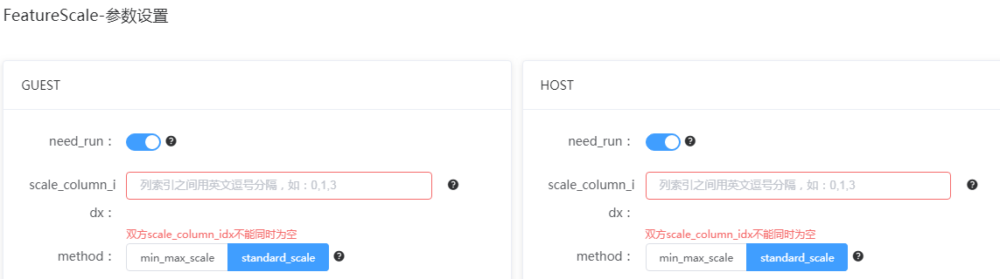 FeatureScale-参数设置
GUEST
need_run：
scale_column_i
dx：
列索引之间用英文逗号分隔，如：0,1,3
双方scale_column_idx不能同时为空
method：
min_max_scale
standard_scale
HOST
need_run：
scale_column_i
dx：
列索引之间用英文逗号分隔，如：0,1,3
双方scale_column_idx不能同时为空
method：
min_max_scale
standard_scale